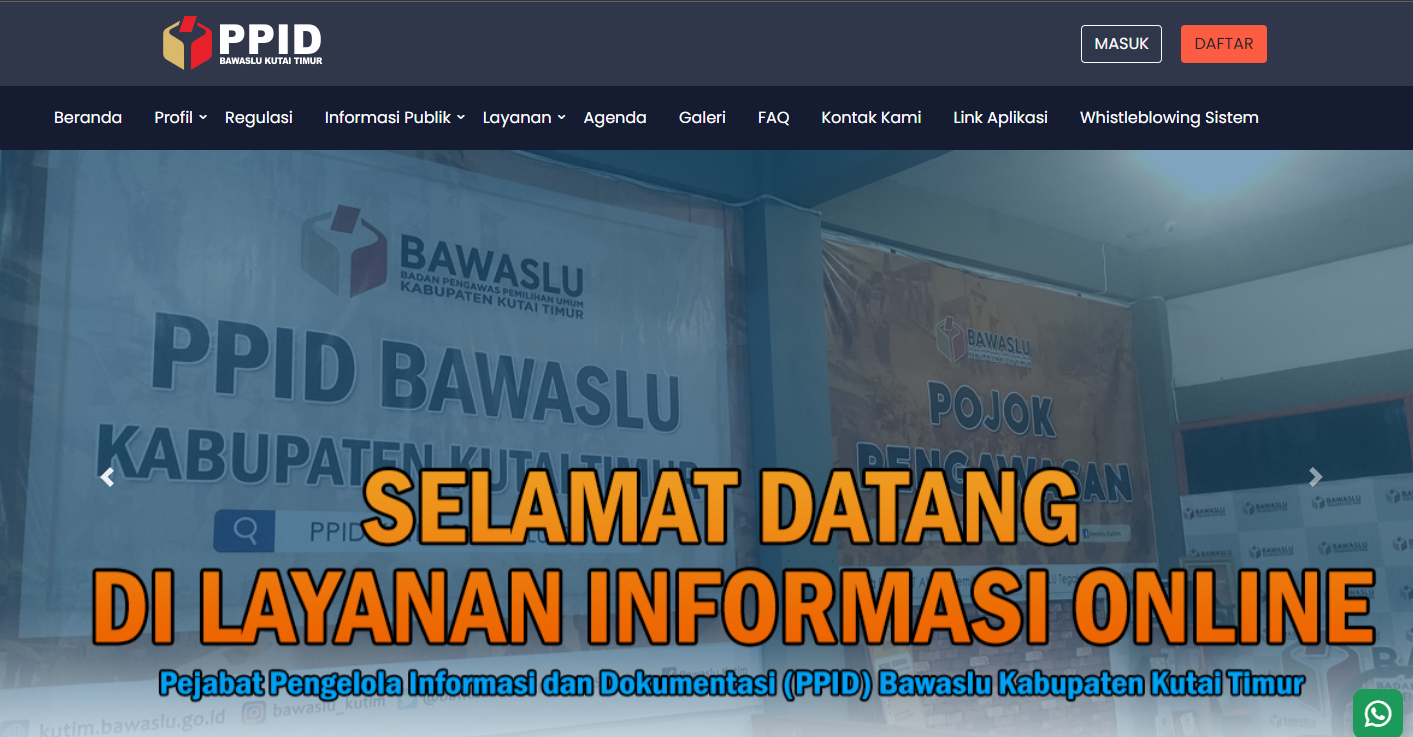 PPID
BAWASLU KUTAI TIMUR
MASUK
DAFTAR
Beranda Profil Regulasi Informasi Publik Layanan Agenda Galeri FAQ Kontak Kami Link Aplikasi Whistleblowing Sistem
BAWASLU
BADAN PENGAWAS PEMILIHAN UMUM
KABUPATEN KUTAI TIMUR
PPID BAWASLU
KABUPATEN KUTAI TIMUR
PPID
BAWASLU
POJOK
PENGAWASAN
SELAMAT DATANG
DI LAYANAN INFORMASI ONLINE
Pejabat Pengelola Informasi dan Dokumentasi (PPID) Bawaslu Kabupaten Kutai Timur
kutim.bawaslu.go.id
bawaslu_kutim
BAWASLU
BAWASLU
BAWASLU